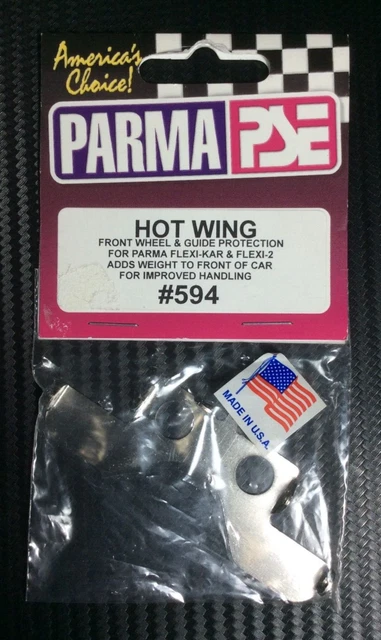 America's
Choice!
PARMA PSE
HOT WING
FRONT WHEEL & GUIDE PROTECTION
FOR PARMA FLEXI-KAR & FLEXI-2
ADDS WEIGHT TO FRONT OF CAR
FOR IMPROVED HANDLING
#594
MADE IN U.S.A.